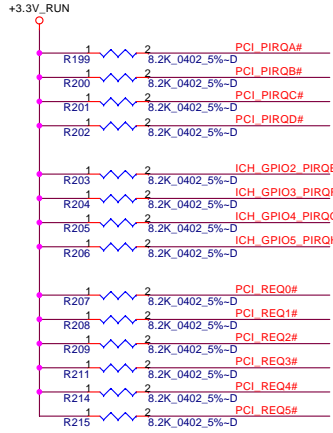 +3.3V_RUN
1 2 PCI_PIRQA#
R199 8.2K_0402_5%~D
1 2 PCI_PIRQB#
R200 8.2K_0402_5%~D
1 2 PCI_PIRQC#
R201 8.2K_0402_5%~D
1 2 PCI_PIRQD#
R202 8.2K_0402_5%~D
1 2 ICH_GPIO2_PIRQE
R203 8.2K_0402_5%~D
1 2 ICH_GPIO3_PIRQF
R204 8.2K_0402_5%~D
1 2 ICH_GPIO4_PIRQG
R205 8.2K_0402_5%~D
1 2 ICH_GPIO5_PIRQH
R206 8.2K_0402_5%~D
1 2 PCI_REQ0#
R207 8.2K_0402_5%~D
1 2 PCI_REQ1#
R208 8.2K_0402_5%~D
1 2 PCI_REQ2#
R209 8.2K_0402_5%~D
1 2 PCI_REQ3#
R211 8.2K_0402_5%~D
1 2 PCI_REQ4#
R214 8.2K_0402_5%~D
1 2 PCI_REQ5#
R215 8.2K_0402_5%~D